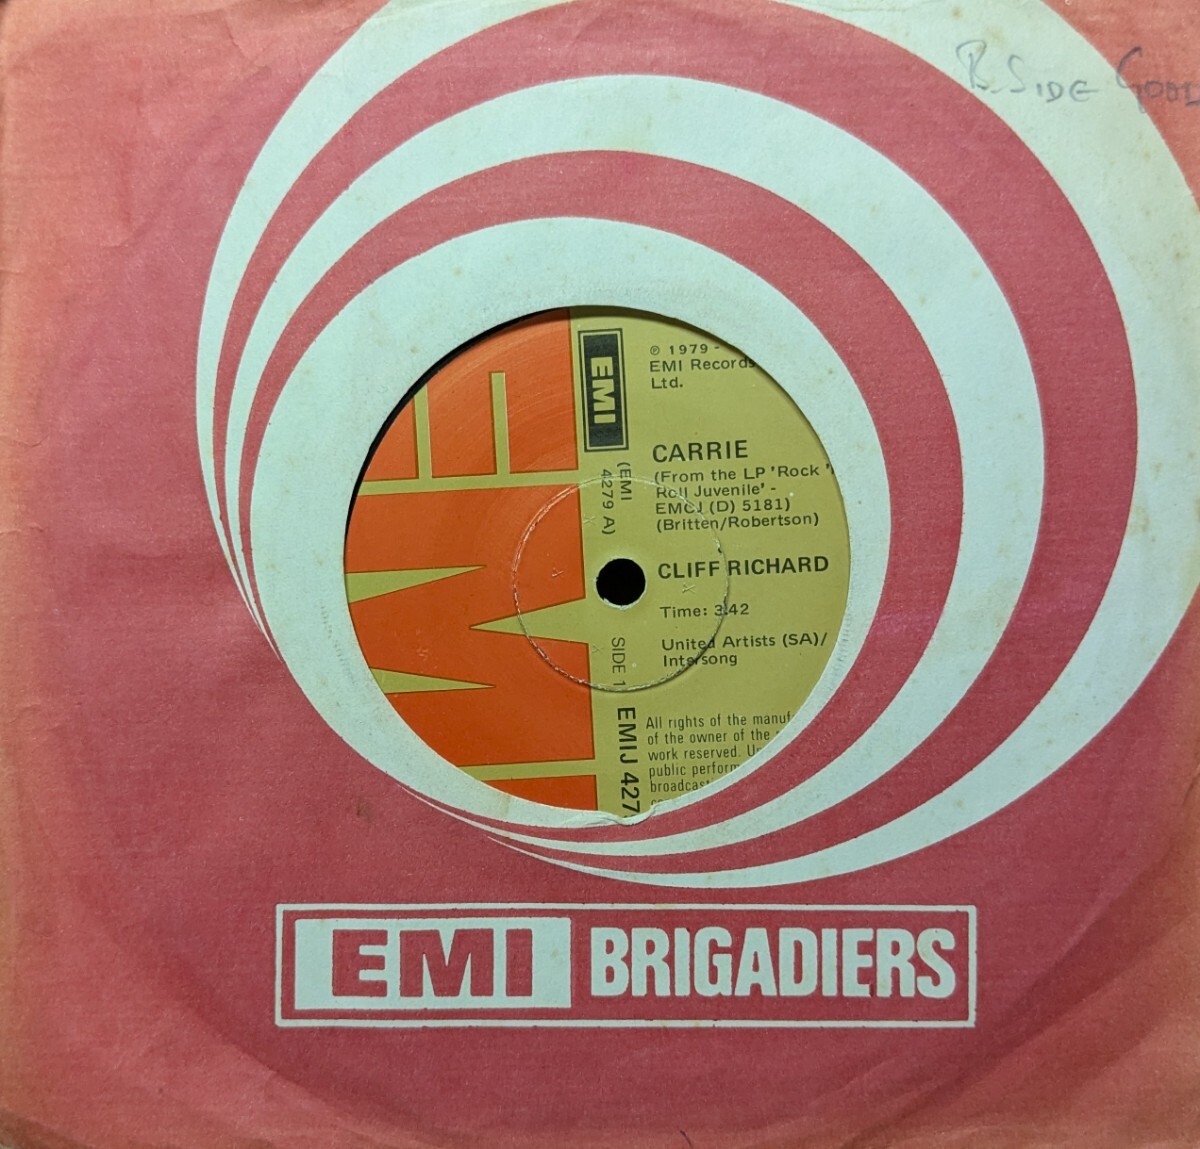 B. SIDE GOOD
EMI
℗ 1979 -
EMI Records
Ltd.
CARRIE
(From the LP 'Rock '
Roll Juvenile' -
EMCJ (D) 5181)
(Britten/Robertson)
(EMI
4279 A)
CLIFF RICHARD
Time: 3.42
United Artists (SA)/
Intersong
SIDE 1
EMIJ 427
All rights of the manuf
of the owner of the
work reserved. Un
public perform
broadcast
EMI BRIGADIERS